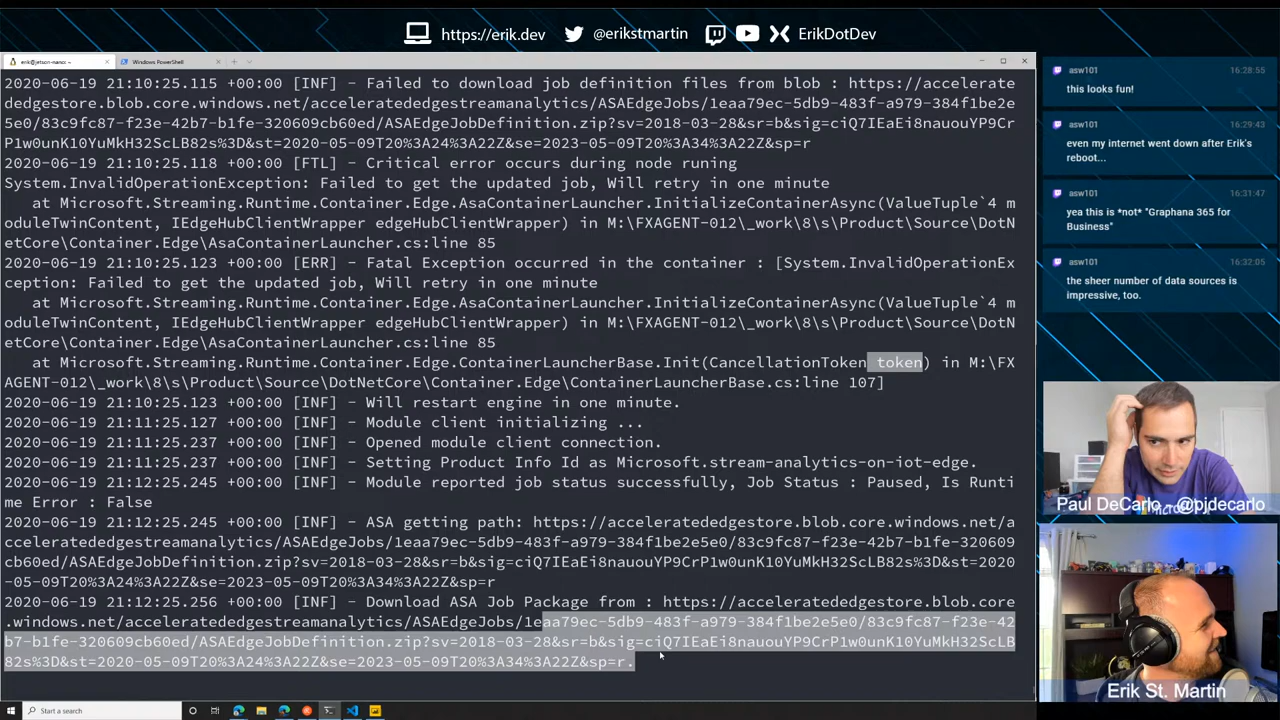 https://erik.dev @erikstmartin ErikDotDev
erik@jetson-nano: ~ Windows PowerShell
2020-06-19 21:10:25.115 +00:00 [INF] - Failed to download job definition files from blob : https://accelerate
dedgestore.blob.core.windows.net/acceleratededgestreamanalytics/ASAEdgeJobs/1eaa79ec-5db9-483f-a979-384f1be2e
5e0/83c9fc87-f23e-42b7-b1fe-320609cb60ed/ASAEdgeJobDefinition.zip?sv=2018-03-28&sr=b&sig=ciQ7IEaEi8nauouYP9Cr
P1w0unK10YuMkH32ScLB82s%3D&st=2020-05-09T20%3A24%3A22Z&se=2023-05-09T20%3A34%3A22Z&sp=r
2020-06-19 21:10:25.118 +00:00 [FTL] - Critical error occurs during node runing
System.InvalidOperationException: Failed to get the updated job, Will retry in one minute
at Microsoft.Streaming.Runtime.Container.Edge.AsaContainerLauncher.InitializeContainerAsync(ValueTuple`4 m
oduleTwinContent, IEdgeHubClientWrapper edgeHubClientWrapper) in M:\FXAGENT-012\_work\8\s\Product\Source\DotN
etCore\Container.Edge\AsaContainerLauncher.cs:line 85
2020-06-19 21:10:25.123 +00:00 [ERR] - Fatal Exception occurred in the container : [System.InvalidOperationEx
ception: Failed to get the updated job, Will retry in one minute
at Microsoft.Streaming.Runtime.Container.Edge.AsaContainerLauncher.InitializeContainerAsync(ValueTuple`4 m
oduleTwinContent, IEdgeHubClientWrapper edgeHubClientWrapper) in M:\FXAGENT-012\_work\8\s\Product\Source\DotN
etCore\Container.Edge\AsaContainerLauncher.cs:line 85
at Microsoft.Streaming.Runtime.Container.Edge.ContainerLauncherBase.Init(CancellationToken token) in M:\FX
AGENT-012\_work\8\s\Product\Source\DotNetCore\Container.Edge\ContainerLauncherBase.cs:line 107]
2020-06-19 21:10:25.123 +00:00 [INF] - Will restart engine in one minute.
2020-06-19 21:11:25.127 +00:00 [INF] - Module client initializing ...
2020-06-19 21:11:25.237 +00:00 [INF] - Opened module client connection.
2020-06-19 21:11:25.237 +00:00 [INF] - Setting Product Info Id as Microsoft.stream-analytics-on-iot-edge.
2020-06-19 21:12:25.245 +00:00 [INF] - Module reported job status successfully, Job Status : Paused, Is Runti
me Error : False
2020-06-19 21:12:25.245 +00:00 [INF] - ASA getting path: https://acceleratededgestore.blob.core.windows.net/a
cceleratededgestreamanalytics/ASAEdgeJobs/1eaa79ec-5db9-483f-a979-384f1be2e5e0/83c9fc87-f23e-42b7-b1fe-320609
cb60ed/ASAEdgeJobDefinition.zip?sv=2018-03-28&sr=b&sig=ciQ7IEaEi8nauouYP9CrP1w0unK10YuMkH32ScLB82s%3D&st=2020
-05-09T20%3A24%3A22Z&se=2023-05-09T20%3A34%3A22Z&sp=r
2020-06-19 21:12:25.256 +00:00 [INF] - Download ASA Job Package from : https://acceleratededgestore.blob.core
.windows.net/acceleratededgestreamanalytics/ASAEdgeJobs/1eaa79ec-5db9-483f-a979-384f1be2e5e0/83c9fc87-f23e-42
b7-b1fe-320609cb60ed/ASAEdgeJobDefinition.zip?sv=2018-03-28&sr=b&sig=ciQ7IEaEi8nauouYP9CrP1w0unK10YuMkH32ScLB
82s%3D&st=2020-05-09T20%3A24%3A22Z&se=2023-05-09T20%3A34%3A22Z&sp=r.
Start a search
asw101 16:28:55
this looks fun!
asw101 16:29:43
even my internet went down after Erik's
reboot...
asw101 16:31:47
yea this is *not* "Graphana 365 for
Business"
asw101 16:32:05
the sheer number of data sources is
impressive, too.
Paul DeCarlo - @pjdecarlo
Erik St. Martin